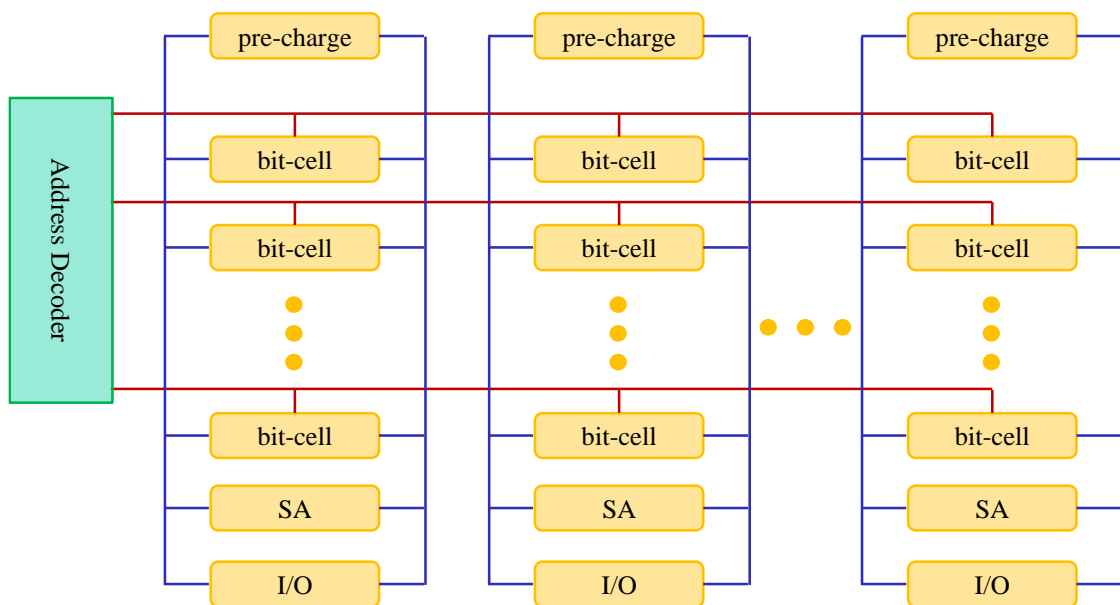 pre-charge
pre-charge
pre-charge
Address Decoder
bit-cell
bit-cell
bit-cell
bit-cell
bit-cell
bit-cell
bit-cell
bit-cell
bit-cell
SA
SA
SA
I/O
I/O
I/O